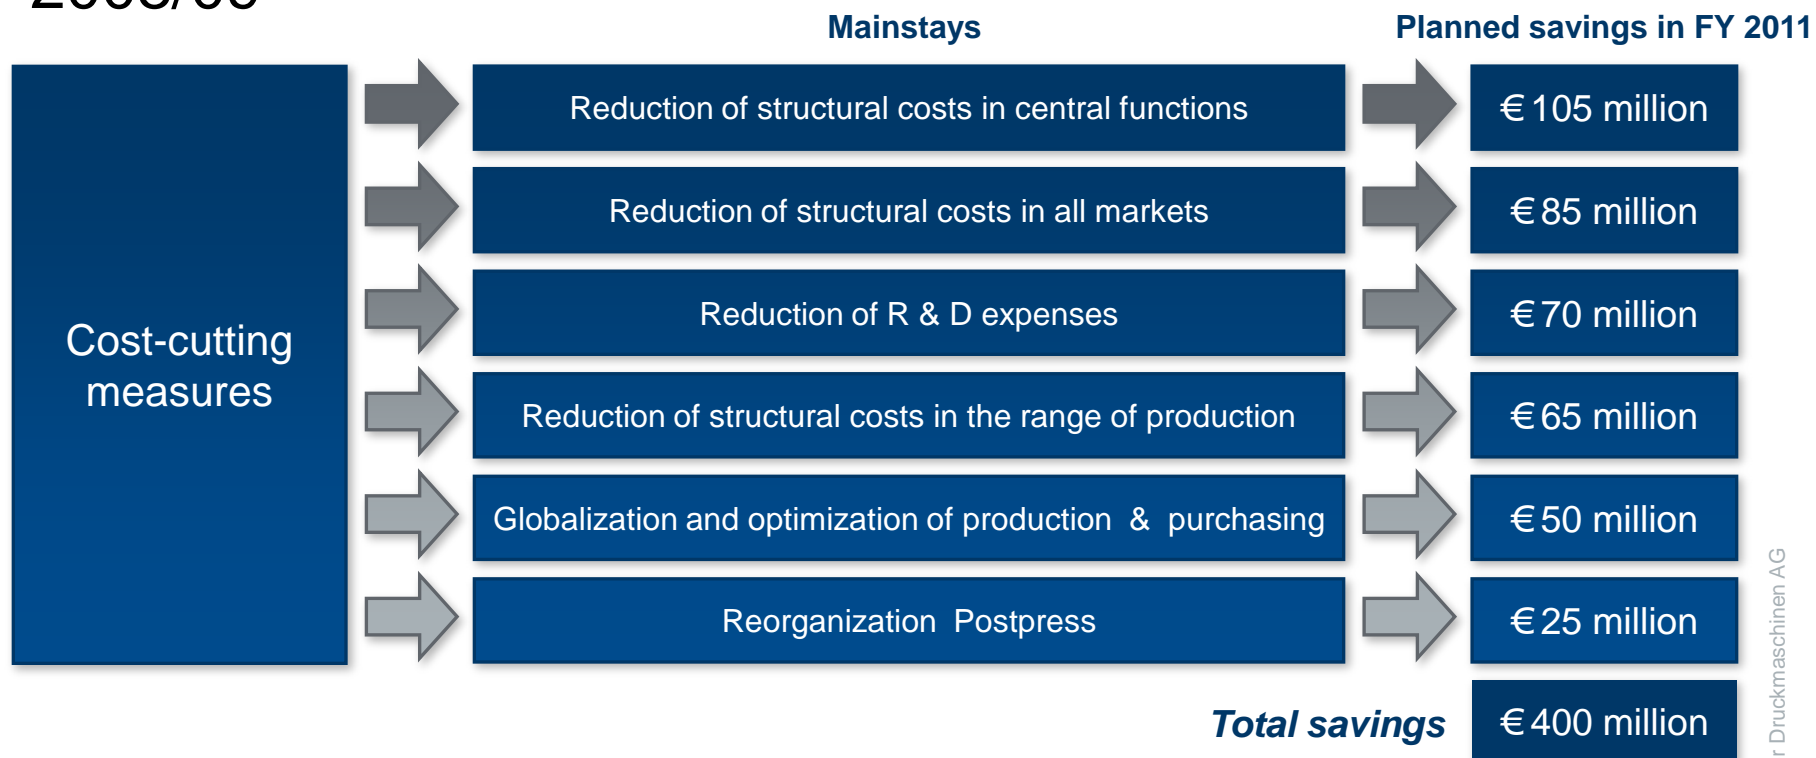 Mainstays
Planned savings in FY 2011
Cost-cutting
measures
Reduction of structural costs in central functions
€ 105 million
Reduction of structural costs in all markets
€ 85 million
Reduction of R & D expenses
€ 70 million
Reduction of structural costs in the range of production
€ 65 million
Globalization and optimization of production & purchasing
€ 50 million
Reorganization Postpress
€ 25 million
Total savings
€ 400 million
r Druckmaschinen AG